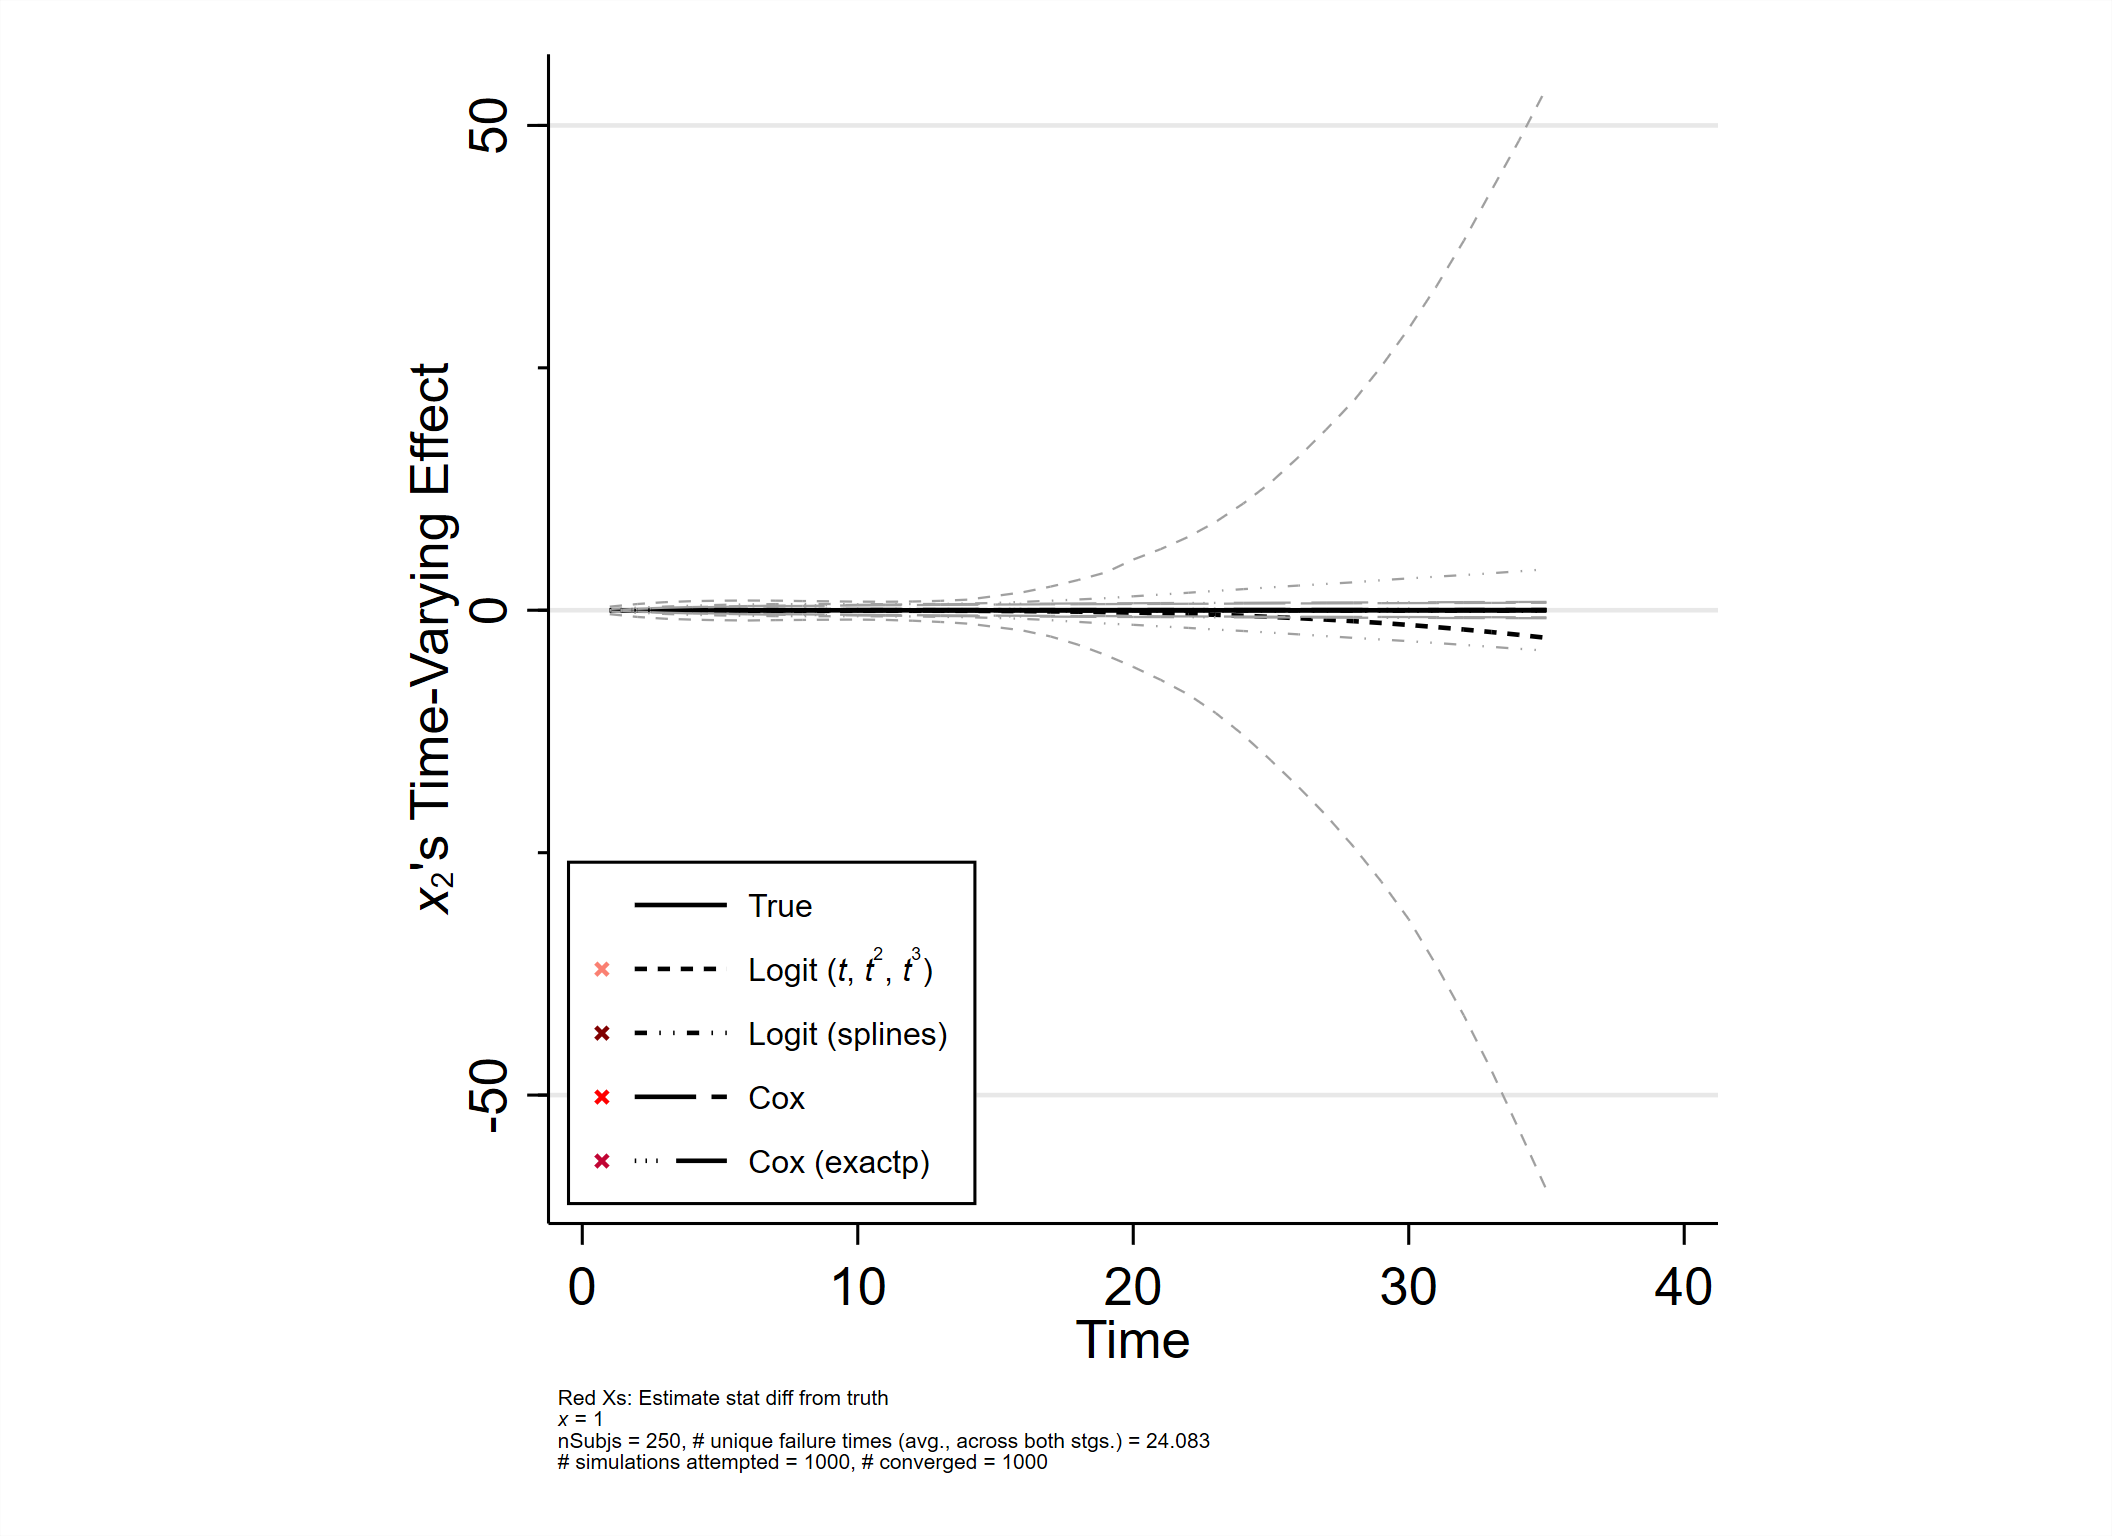 x₂'s Time-Varying Effect
50
0
-50
True
Logit (t, t², t³)
Logit (splines)
Cox
Cox (exactp)
0 10 20 30 40
Time
Red Xs: Estimate stat diff from truth
x = 1
nSubjs = 250, # unique failure times (avg., across both stgs.) = 24.083
# simulations attempted = 1000, # converged = 1000